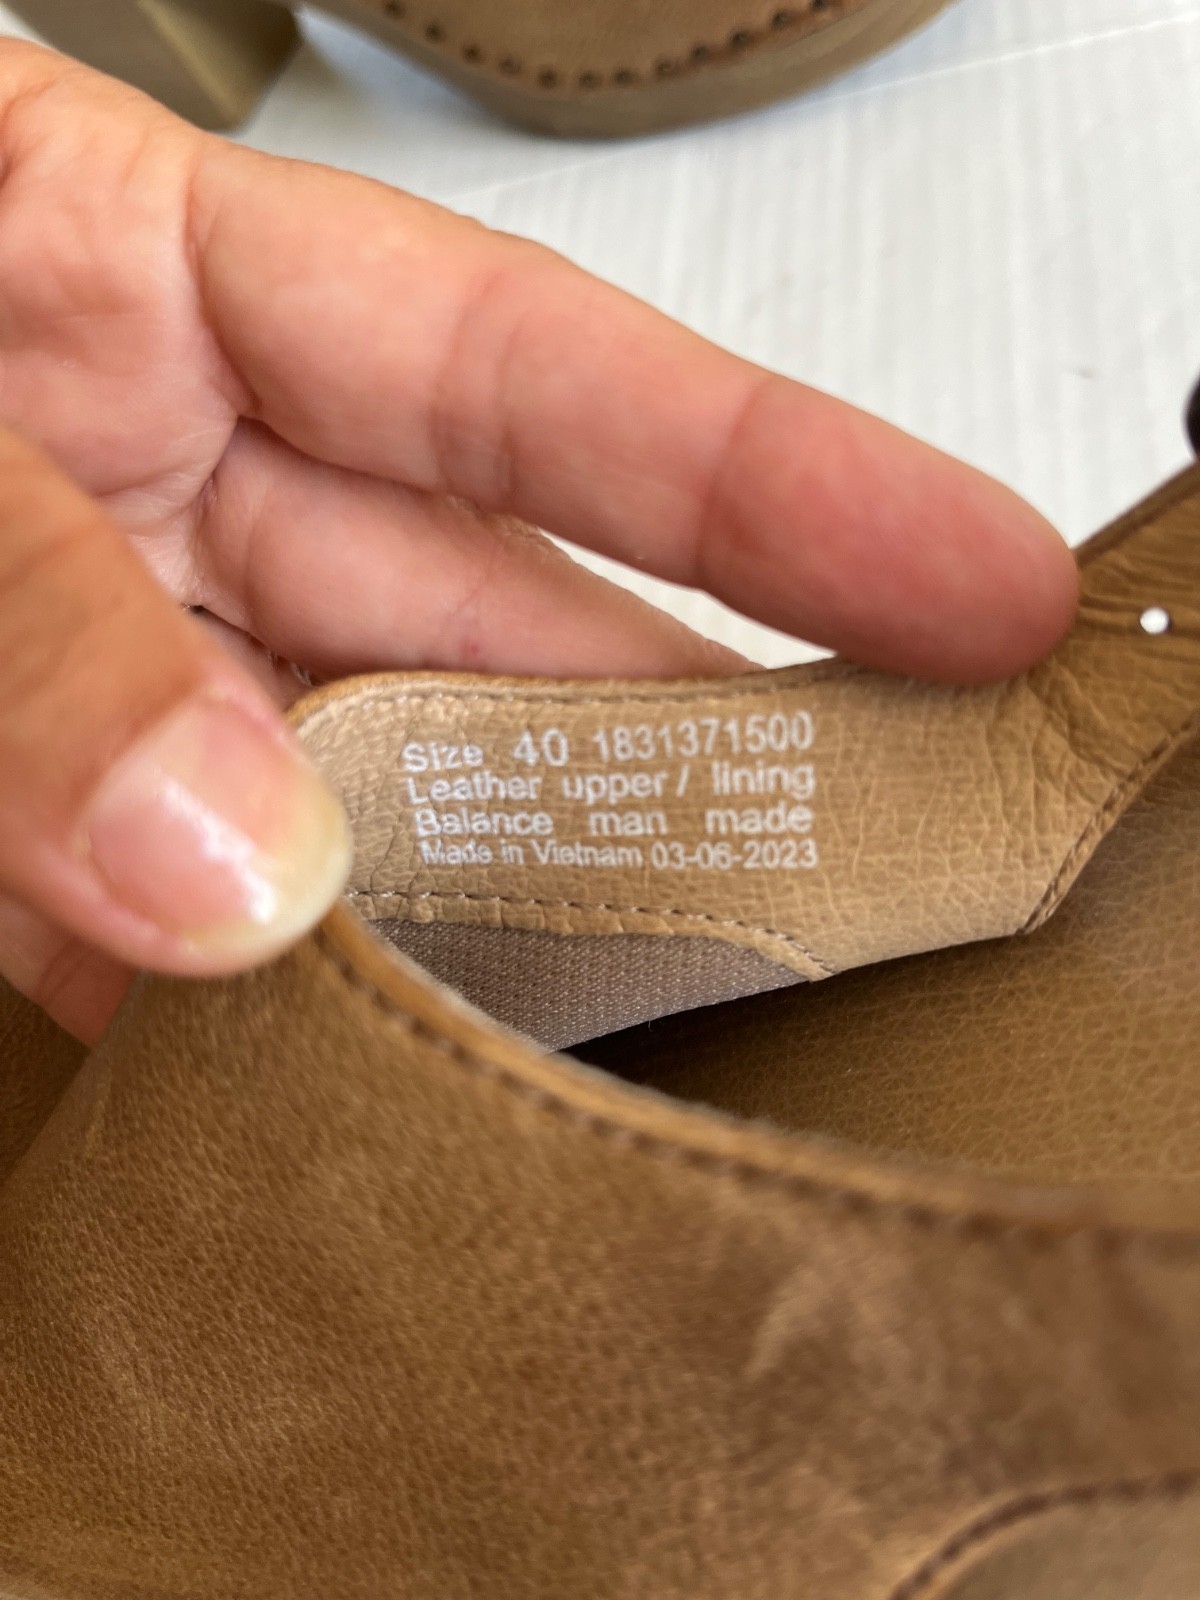 Size 40 1831371500
Leather upper / lining
Balance man made
Made in Vietnam 03-06-2023